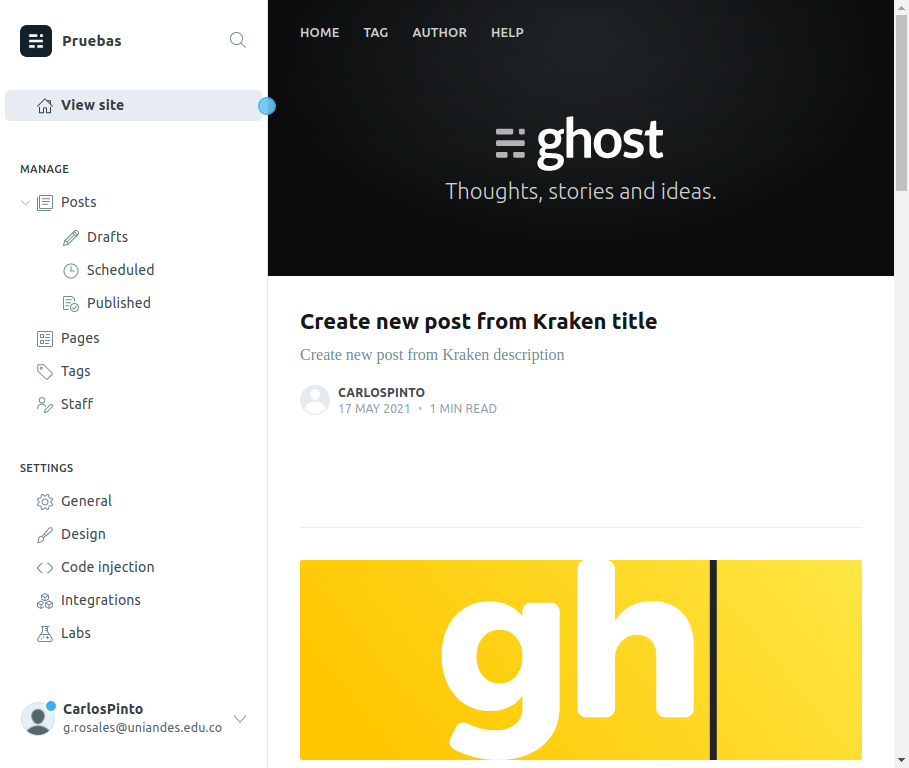 Pruebas
View site
MANAGE
Posts
Drafts
Scheduled
Published
Pages
Tags
Staff
SETTINGS
General
Design
Code injection
Integrations
Labs
CarlosPinto
g.rosales@uniandes.edu.co
HOME TAG AUTHOR HELP
ghost
Thoughts, stories and ideas.
Create new post from Kraken title
Create new post from Kraken description
CARLOSPINTO
17 MAY 2021 • 1 MIN READ
gh